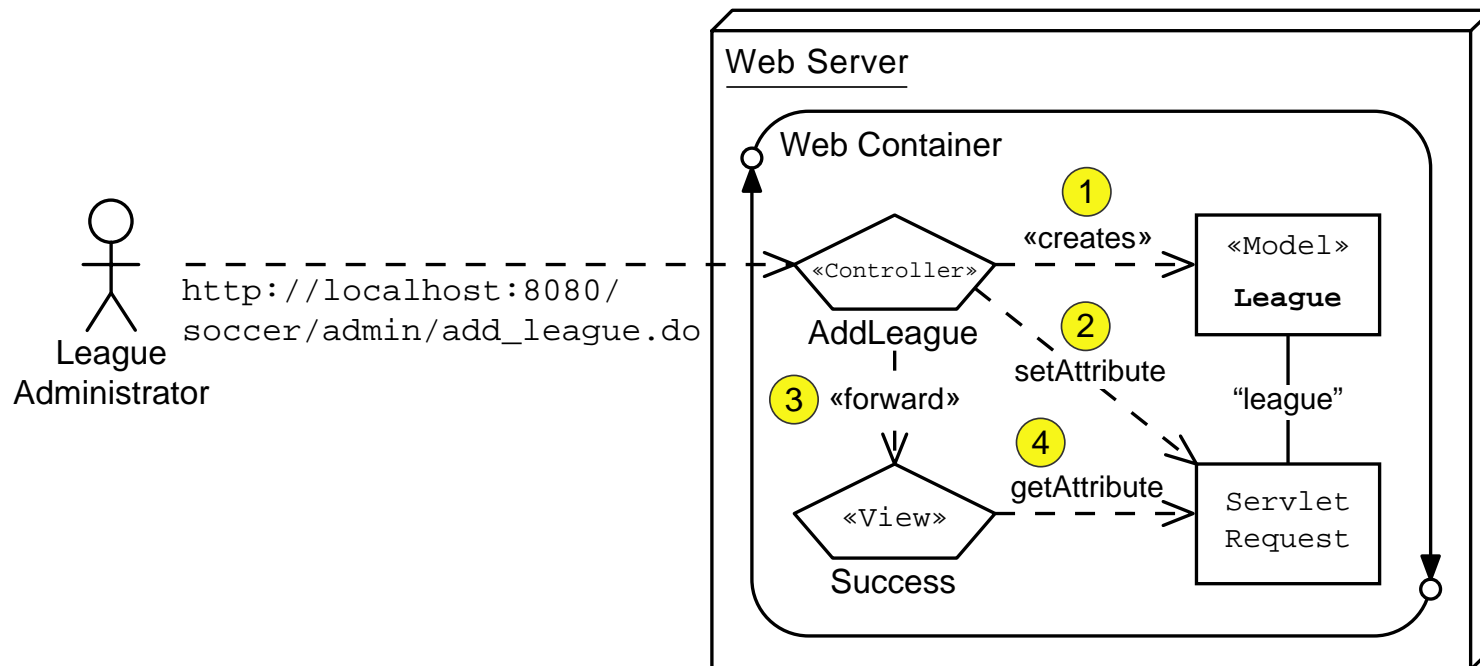 Web Server
Web Container
1
«creates»
«Model»
League
«Controller»
AddLeague
http://localhost:8080/
soccer/admin/add_league.do
League
Administrator
2
setAttribute
3
«forward»
“league”
4
getAttribute
«View»
Success
Servlet
Request